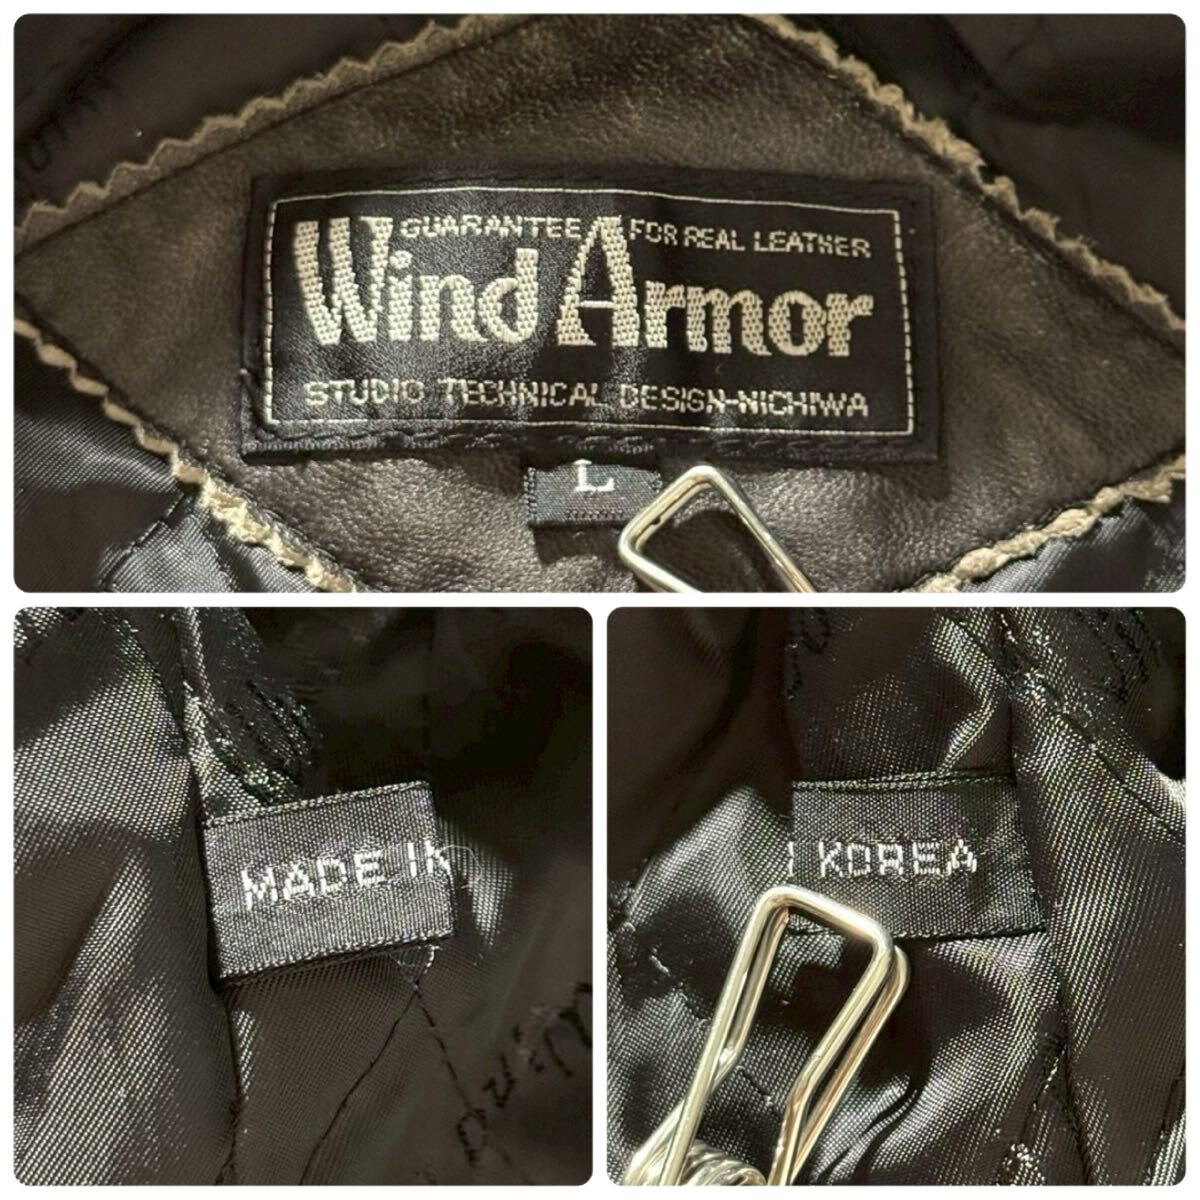 GUARANTEE FOR REAL LEATHER
Wind Armor
STUDIO TECHNICAL DESIGN-NICHIWA
L
MADE IN
KOREA